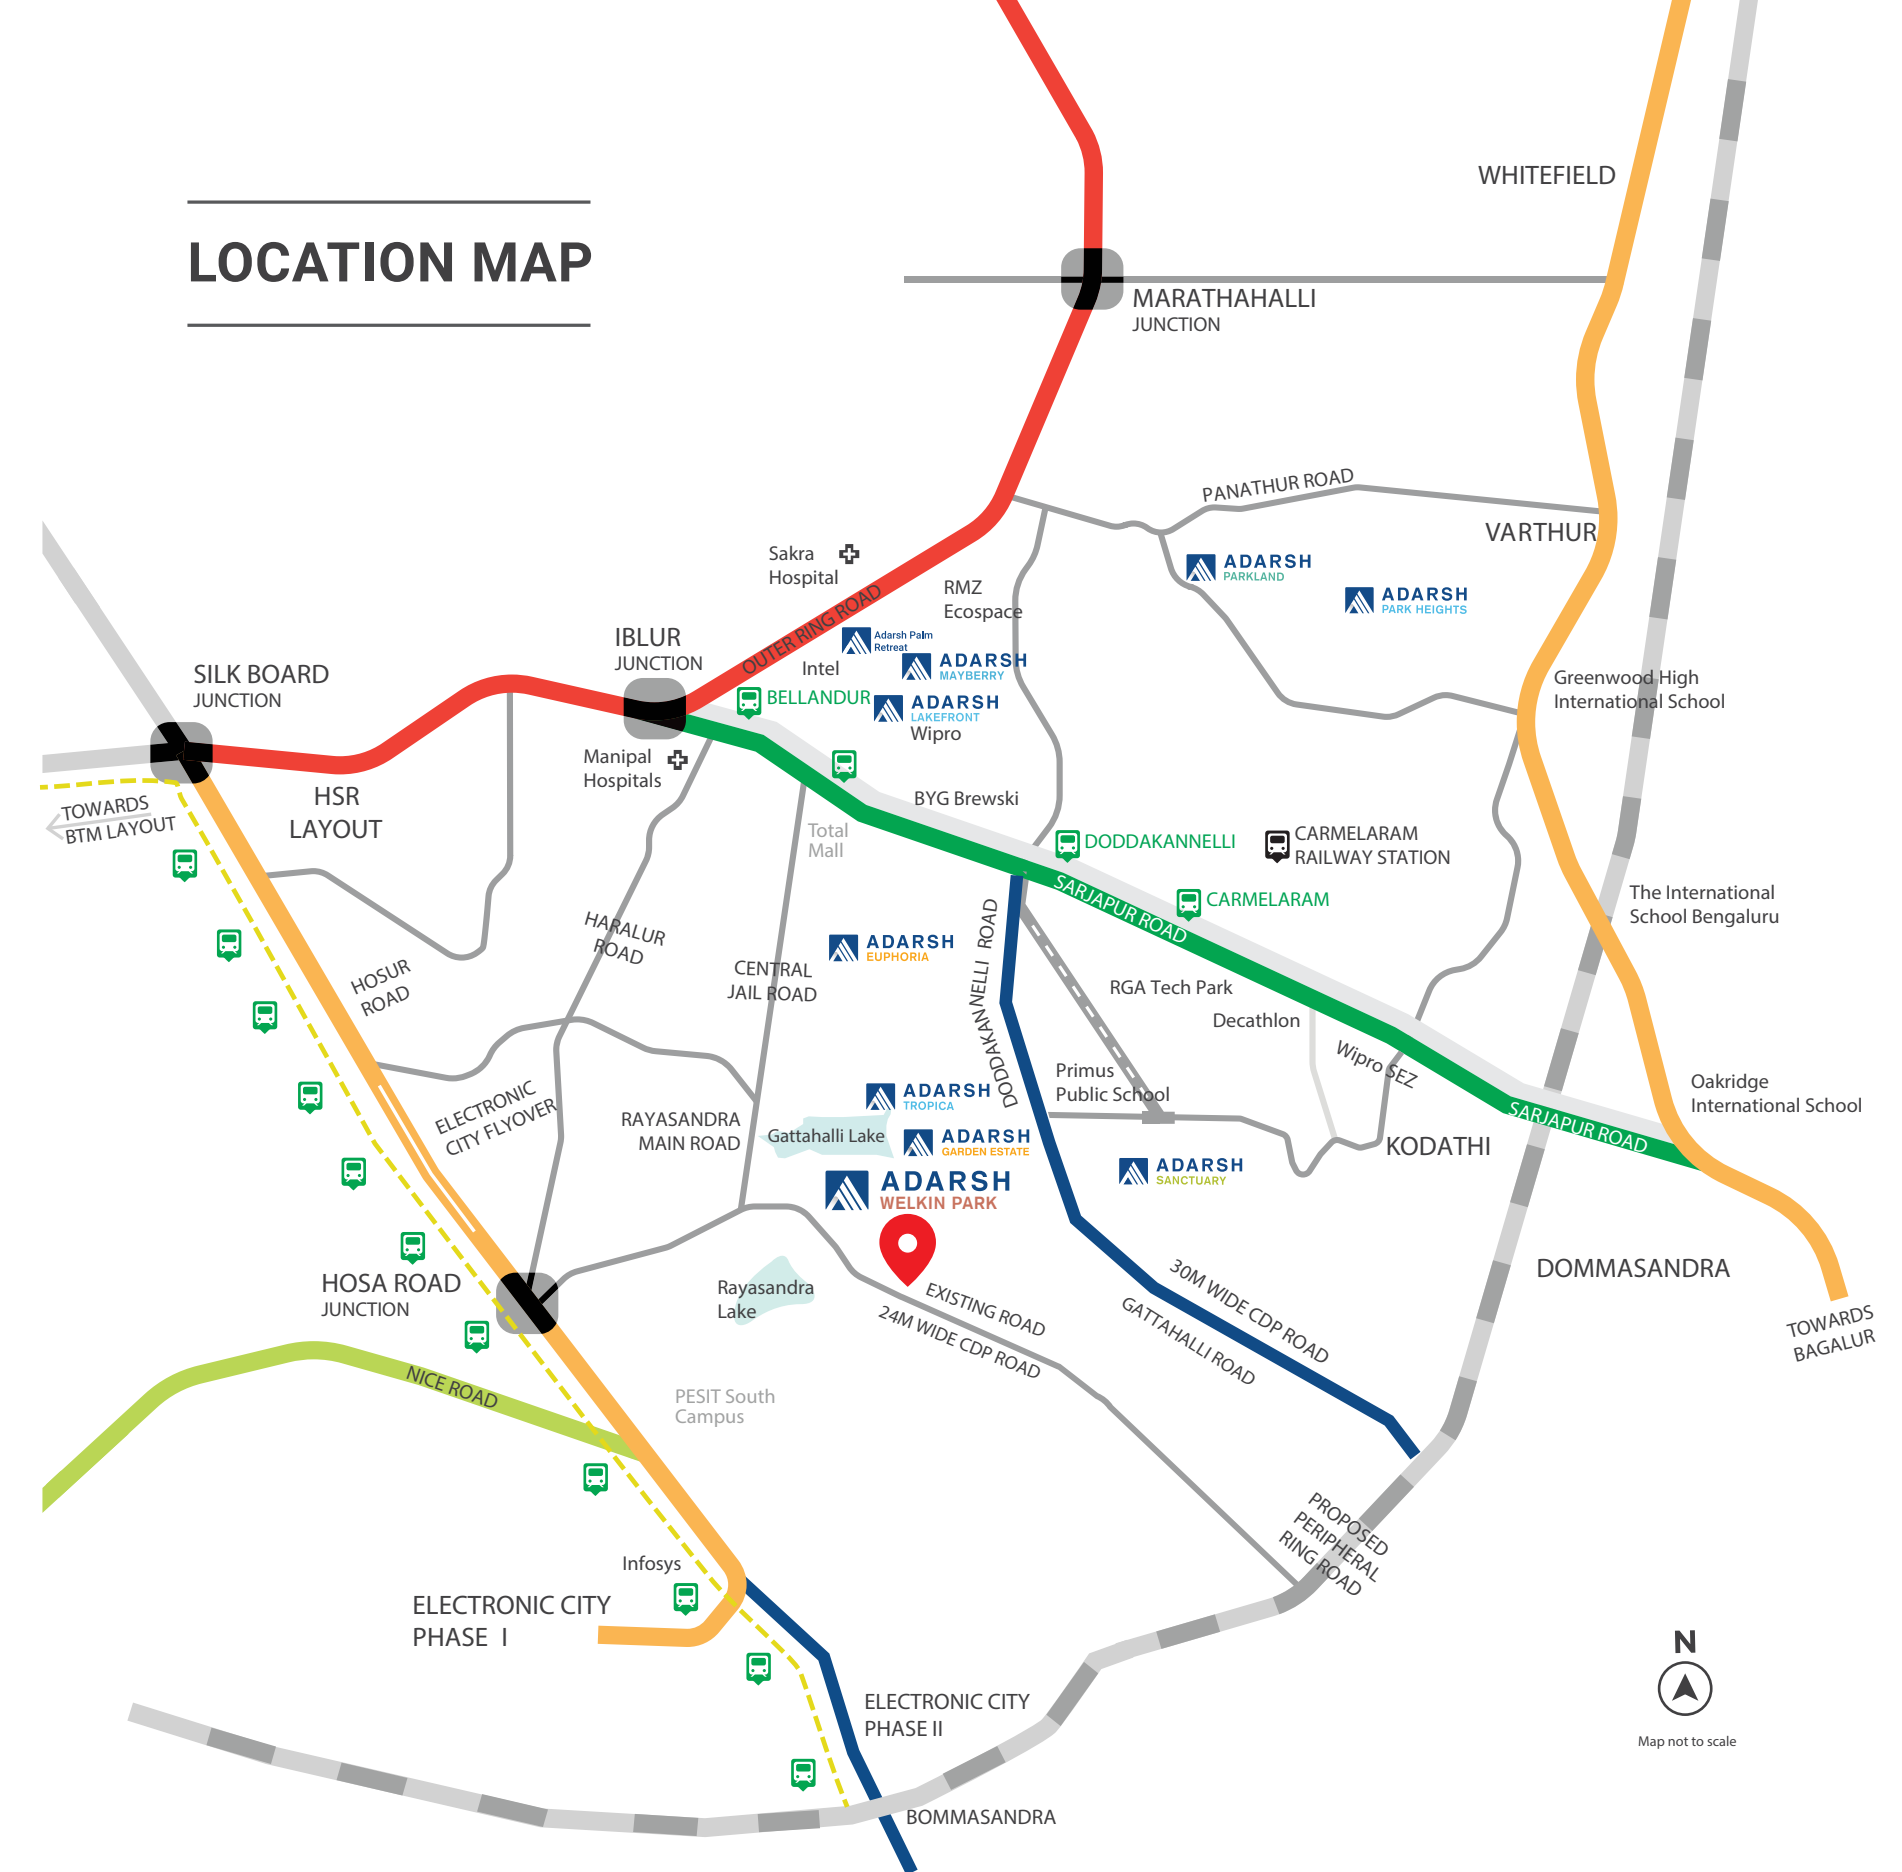 LOCATION MAP
WHITEFIELD
MARATHAHALLI
JUNCTION
PANATHUR ROAD
VARTHUR
Sakra
Hospital
RMZ
Ecospace
OUTER RING ROAD
ADARSH
PARKLAND
ADARSH
PARK HEIGHTS
IBLUR
JUNCTION
Adarsh Palm
Retreat
Intel
ADARSH
MAYBERRY
SILK BOARD
JUNCTION
BELLANDUR
ADARSH
LAKEFRONT
Wipro
Greenwood High
International School
Manipal
Hospitals
HSR
LAYOUT
TOWARDS
BTM LAYOUT
BYG Brewski
Total
Mall
DODDAKANNELLI
CARMELARAM
RAILWAY STATION
SARJAPUR ROAD
CARMELARAM
The International
School Bengaluru
HARALUR
ROAD
ADARSH
EUPHORIA
DODDAKANNELLI ROAD
CENTRAL
JAIL ROAD
HOSUR
ROAD
RGA Tech Park
Decathlon
Wipro SEZ
Primus
Public School
ELECTRONIC
CITY FLYOVER
ADARSH
TROPICA
Oakridge
International School
SARJAPUR ROAD
RAYASANDRA
MAIN ROAD
Gattahalli Lake
ADARSH
GARDEN ESTATE
KODATHI
ADARSH
SANCTUARY
ADARSH
WELKIN PARK
DOMMASANDRA
HOSA ROAD
JUNCTION
Rayasandra
Lake
EXISTING ROAD
24M WIDE CDP ROAD
30M WIDE CDP ROAD
GATTAHALLI ROAD
TOWARDS
BAGALUR
NICE ROAD
PESIT South
Campus
PROPOSED
PERIPHERAL
RING ROAD
Infosys
ELECTRONIC CITY
PHASE I
ELECTRONIC CITY
PHASE II
BOMMASANDRA
N
Map not to scale